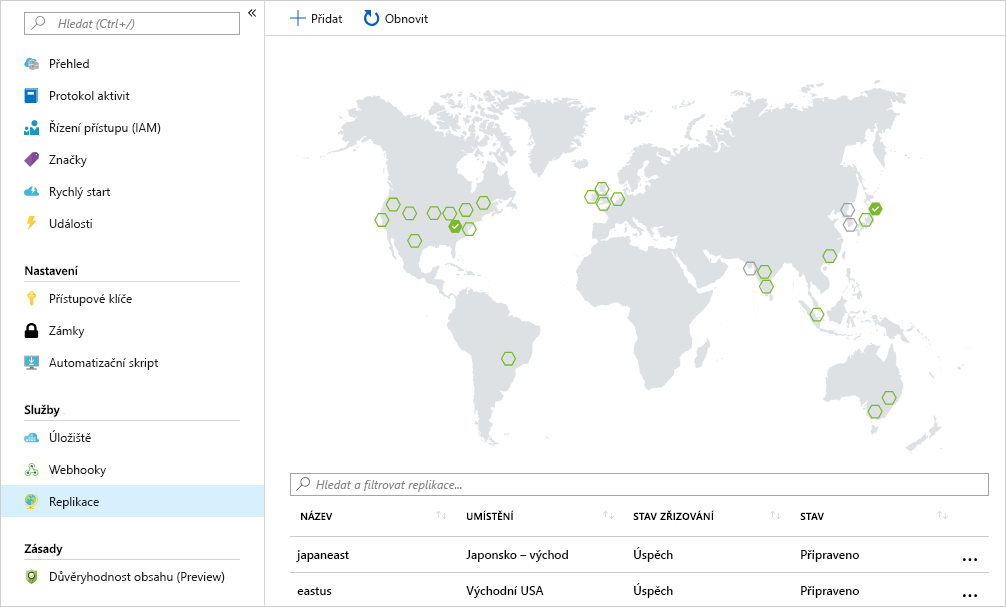 Hledat (Ctrl+/)
«
Přehled
Protokol aktivit
Řízení přístupu (IAM)
Značky
Rychlý start
Události
Nastavení
Přístupové klíče
Zámky
Automatizační skript
Služby
Úložiště
Webhooky
Replikace
Zásady
Důvěryhodnost obsahu (Preview)
Přidat Obnovit
Hledat a filtrovat replikace...
NÁZEV UMÍSTĚNÍ STAV ZŘIZOVÁNÍ STAV
japaneast Japonsko – východ Úspěch Připraveno ...
eastus Východní USA Úspěch Připraveno ...